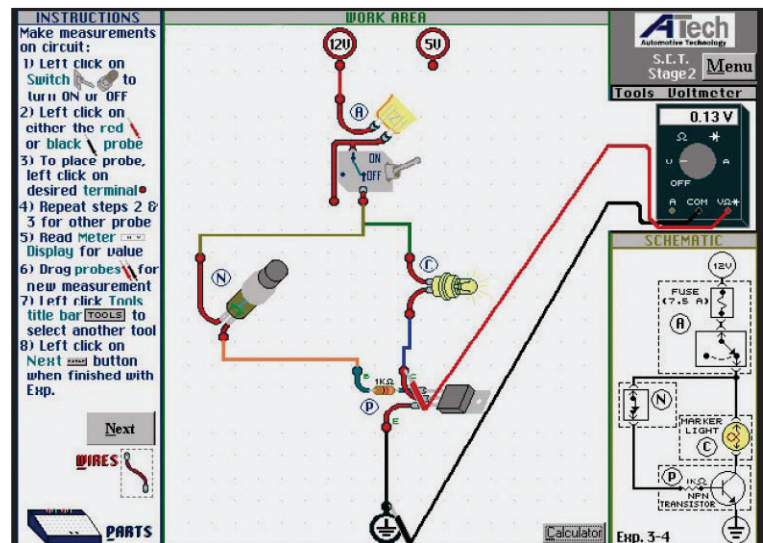 INSTRUCTIONS
Make measurements
on circuit:
1) Left click on
Switch to
turn ON or OFF
2) Left click on
either the red
or black probe
3) To place probe,
left click on
desired terminal
4) Repeat steps 2 &
3 for other probe
5) Read Meter
Display for value
6) Drag probes for
new measurement
7) Left click Tools
title bar TOOLS to
select another tool
8) Left click on
Next button
when finished with
Exp.
Next
WIRES
PARTS
WORK AREA
12V
5V
A
ON
OFF
N
C
B
1KΩ
C
P
E
Calculator
ATech
Automotive Technology
S.C.T.
Stage2
Menu
Tools Voltmeter
0.13 V
Ω
V
A
OFF
A COM VΩ
SCHEMATIC
12V
FUSE
(7.5 A)
A
N
MARKER
LIGHT
C
P
1KΩ
NPN
TRANSISTOR
Exp. 3-4